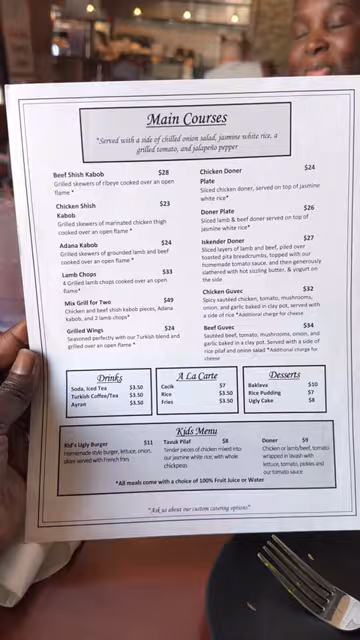 Main Courses
*Served with a side of chilled onion salad, jasmine white rice, a
grilled tomato, and jalapeño pepper
Beef Shish Kabob $28
Grilled skewers of ribeye cooked over an open
flame *
Chicken Shish $23
Kabob
Grilled skewers of marinated chicken thigh
cooked over an open flame *
Adana Kabob $24
Grilled skewers of grounded lamb and beef
cooked over an open flame *
Lamb Chops $33
4 Grilled lamb chops cooked over an open
flame*
Mix Grill for Two $49
Chicken and beef shish kabob pieces, Adana
kabob, and 2 lamb chops*
Grilled Wings $24
Seasoned perfectly with our Turkish blend and
grilled over an open flame *
Chicken Doner $24
Plate
Sliced chicken doner, served on top of jasmine
white rice*
Doner Plate $26
Sliced lamb & beef doner served on top of
jasmine white rice*
Iskender Doner $27
Sliced layers of lamb and beef, piled over
toasted pita breadcrumbs, topped with our
homemade tomato sauce, and then generously
slathered with hot sizzling butter, & yogurt on
the side
Chicken Guvec $32
Spicy sautéed chicken, tomato, mushrooms,
onion, and garlic baked in clay pot, served with
a side of rice *Additional charge for cheese
Beef Guvec $34
Sautéed beef, tomato, mushrooms, onion, and
garlic baked in a clay pot. Served with a side of
rice pilaf and onion salad *Additional charge for
cheese
Drinks
Soda, Iced Tea $3.50
Turkish Coffee/Tea $3.50
Ayran $3.50
A La Carte
Cacik $7
Rice $3.50
Fries $3.50
Desserts
Baklava $10
Rice Pudding $7
Ugly Cake $8
Kids Menu
Kid's Ugly Burger $11
Homemade style burger, lettuce, onion,
slices served with French fries
Tavuk Pilaf $8
Tender pieces of chicken mixed into
our jasmine white rice, with whole
chickpeas
Doner $9
Chicken or lamb/beef, tomato
wrapped in lavash with
lettuce, tomato, pickles and
our tomato sauce
*All meals come with a choice of 100% Fruit Juice or Water
*Ask us about our custom catering options*